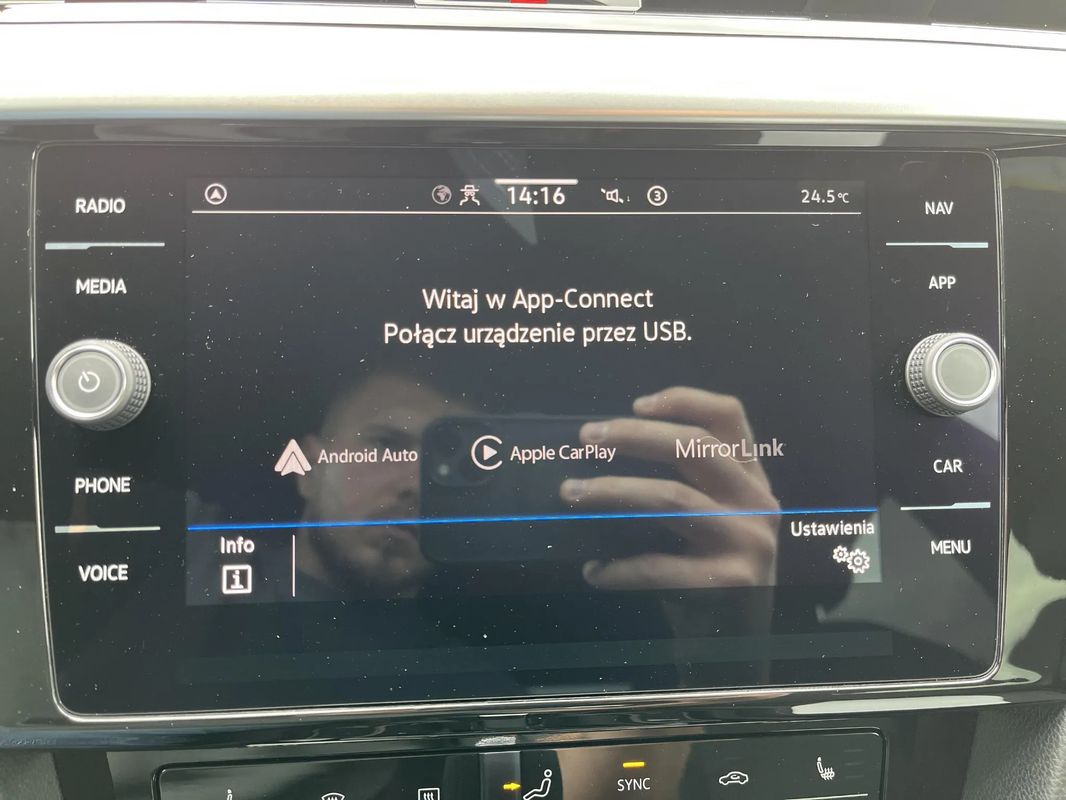 RADIO
MEDIA
PHONE
VOICE
14:16
3
24.5°C
Witaj w App-Connect
Połącz urządzenie przez USB.
Android Auto
Apple CarPlay
MirrorLink
Info
i
Ustawienia
NAV
APP
CAR
MENU
SYNC